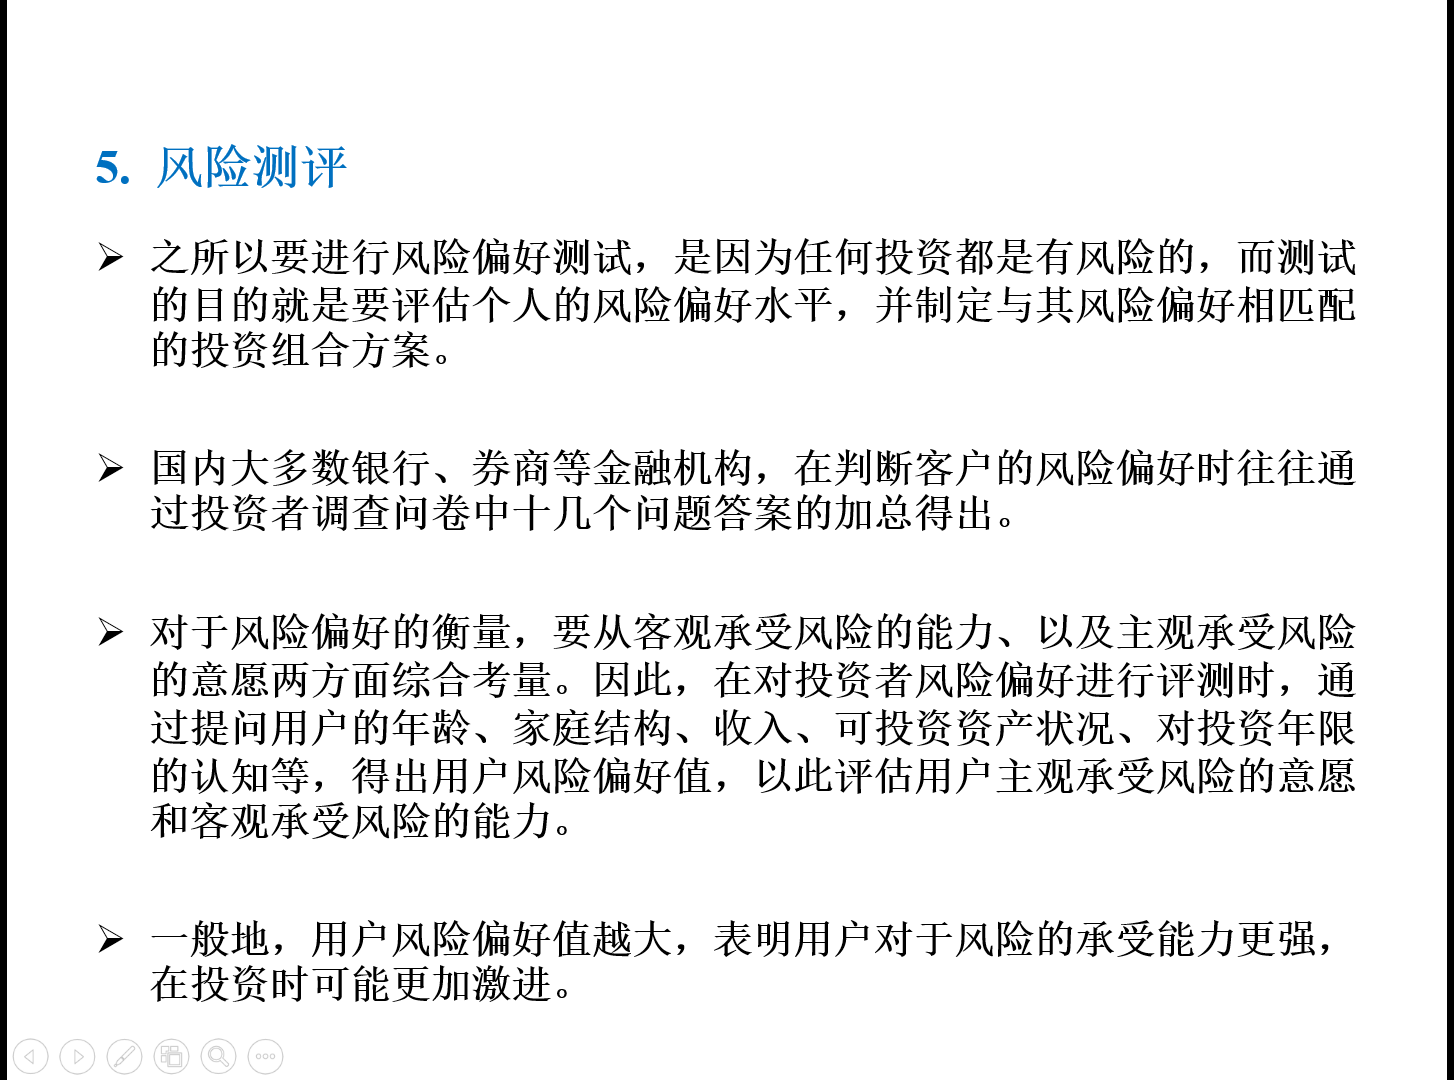 5. 风险测评
之所以要进行风险偏好测试，是因为任何投资都是有风险的，而测试
的目的就是要评估个人的风险偏好水平，并制定与其风险偏好相匹配
的投资组合方案。
国内大多数银行、券商等金融机构，在判断客户的风险偏好时往往通
过投资者调查问卷中十几个问题答案的加总得出。
对于风险偏好的衡量，要从客观承受风险的能力、以及主观承受风险
的意愿两方面综合考量。因此，在对投资者风险偏好进行评测时，通
过提问用户的年龄、家庭结构、收入、可投资资产状况、对投资年限
的认知等，得出用户风险偏好值，以此评估用户主观承受风险的意愿
和客观承受风险的能力。
一般地，用户风险偏好值越大，表明用户对于风险的承受能力更强，
在投资时可能更加激进。